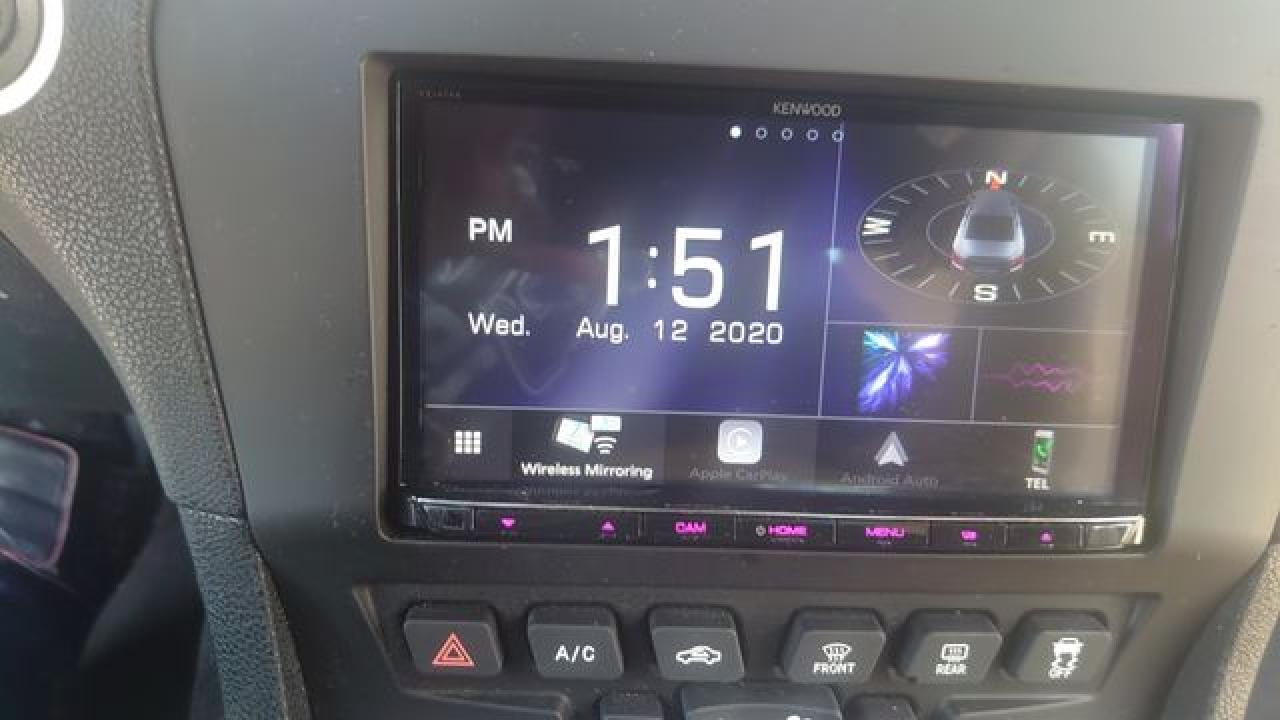 KENWOOD
PM
1:51
Wed. Aug. 12 2020
N
W
E
S
Wireless Mirroring
Apple CarPlay
Android Auto
TEL
CAM
HOME
MENU
A/C
FRONT
REAR
OFF